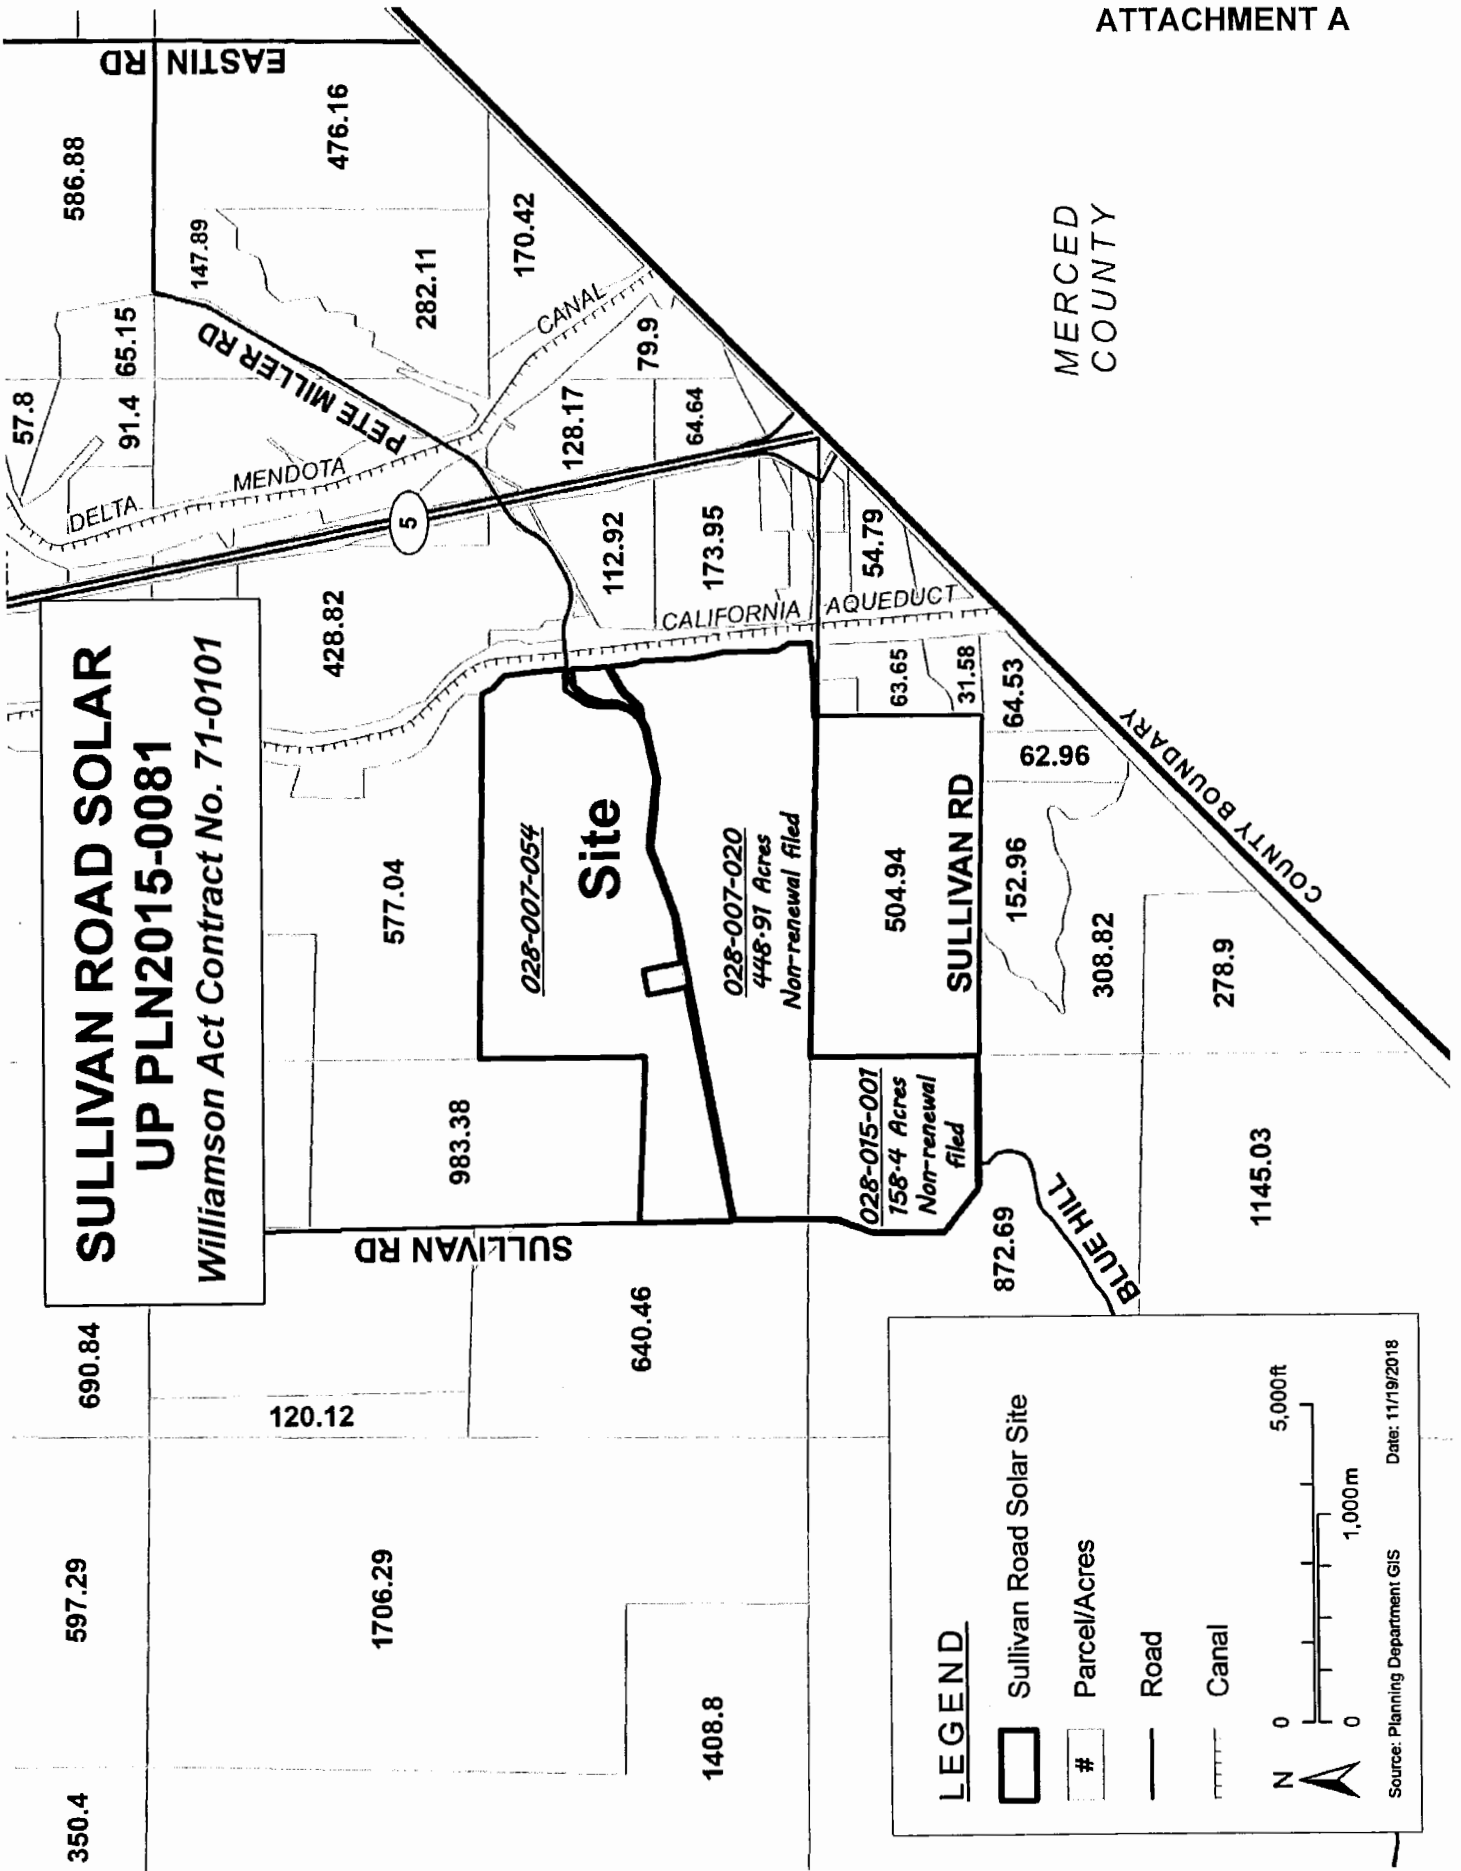 ATTACHMENT A
SULLIVAN ROAD SOLAR
UP PLN2015-0081
Williamson Act Contract No. 71-0101
350.4
597.29
690.84
57.8
65.15
91.4
586.88
EASTIN RD
DELTA
MENDOTA
CANAL
PETE MILLER RD
147.89
476.16
282.11
170.42
5
428.82
120.12
1706.29
SULLIVAN RD
983.38
577.04
028-007-054
Site
112.92
128.17
79.9
64.64
173.95
CALIFORNIA
AQUEDUCT
640.46
1408.8
028-007-020
448.91 Acres
Non-renewal filed
028-015-001
158.4 Acres
Non-renewal
filed
504.94
SULLIVAN RD
63.65
54.79
31.58
64.53
62.96
152.96
308.82
278.9
872.69
BLUE HILL
1145.03
COUNTY BOUNDARY
MERCED
COUNTY
LEGEND
Sullivan Road Solar Site
# Parcel/Acres
Road
Canal
N
0 5,000ft
0 1,000m
Source: Planning Department GIS Date: 11/19/2018